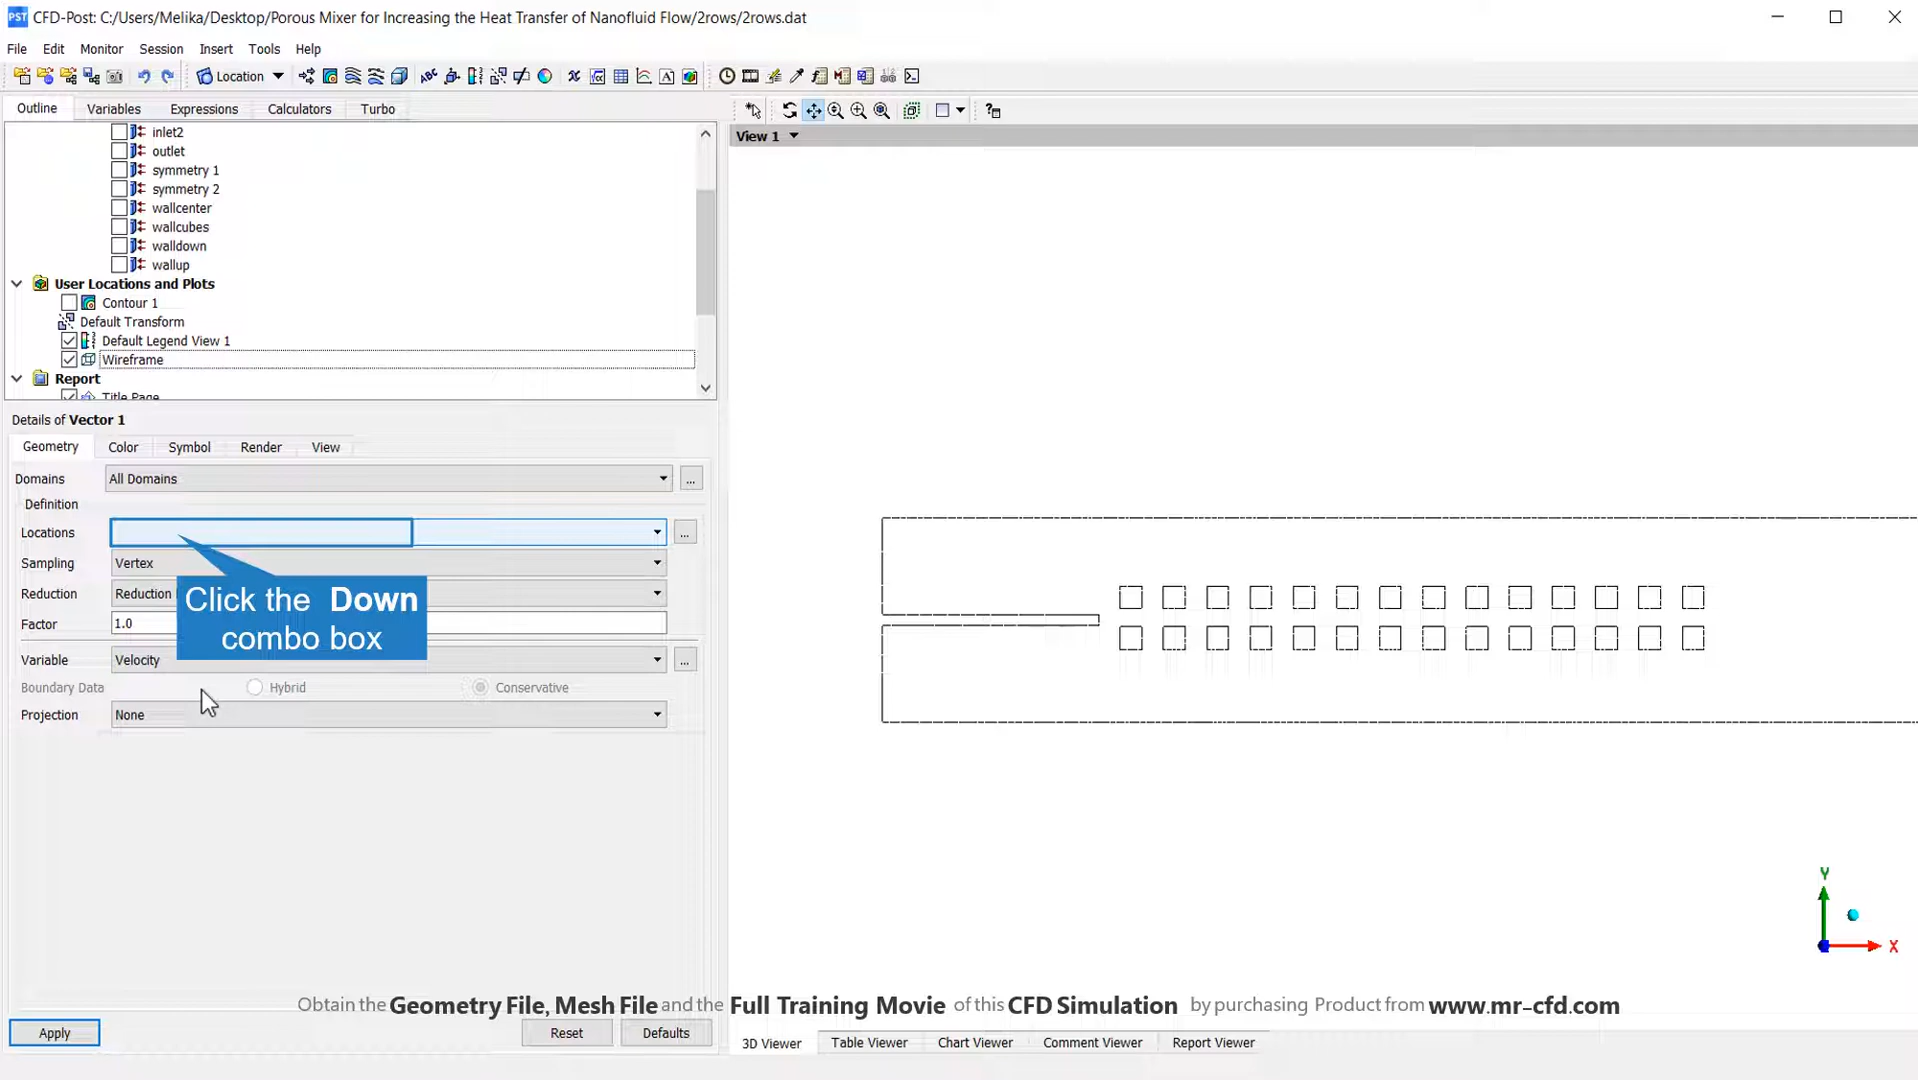 CFD-Post: C:/Users/Melika/Desktop/Porous Mixer for Increasing the Heat Transfer of Nanofluid Flow/2rows/2rows.dat
File Edit Monitor Session Insert Tools Help
Location
Outline Variables Expressions Calculators Turbo
View 1
inlet2
outlet
symmetry 1
symmetry 2
wallcenter
wallcubes
walldown
wallup
User Locations and Plots
Contour 1
Default Transform
Default Legend View 1
Wireframe
Report
Title Page
Details of Vector 1
Geometry Color Symbol Render View
Domains All Domains
Definition
Locations
Sampling Vertex
Reduction Reduction
Factor 1.0
Click the Down
combo box
Variable Velocity
Boundary Data Hybrid Conservative
Projection None
Y
X
Obtain the Geometry File, Mesh File and the Full Training Movie of this CFD Simulation by purchasing Product from www.mr-cfd.com
Apply Reset Defaults
3D Viewer Table Viewer Chart Viewer Comment Viewer Report Viewer